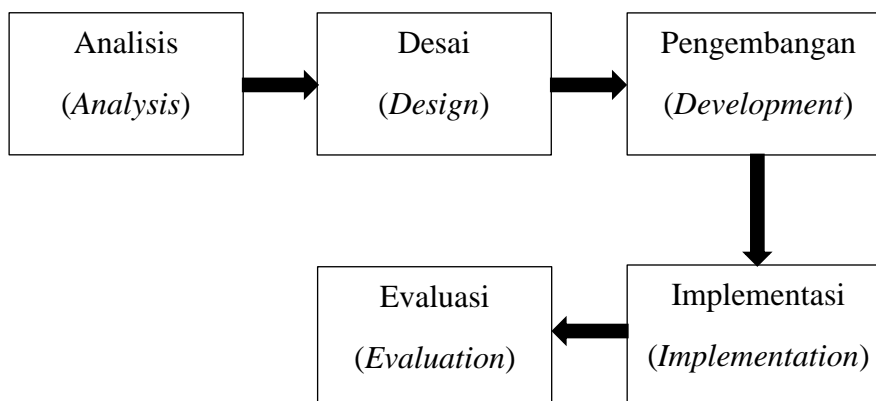 Analisis
(Analysis)
Desai
(Design)
Pengembangan
(Development)
Implementasi
(Implementation)
Evaluasi
(Evaluation)